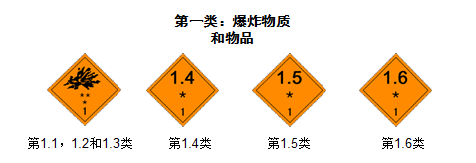 第一类：爆炸物质
和物品
** 
*
1
1.4
*
1
1.5
*
1
1.6
*
1
第1.1，1.2和1.3类
第1.4类
第1.5类
第1.6类